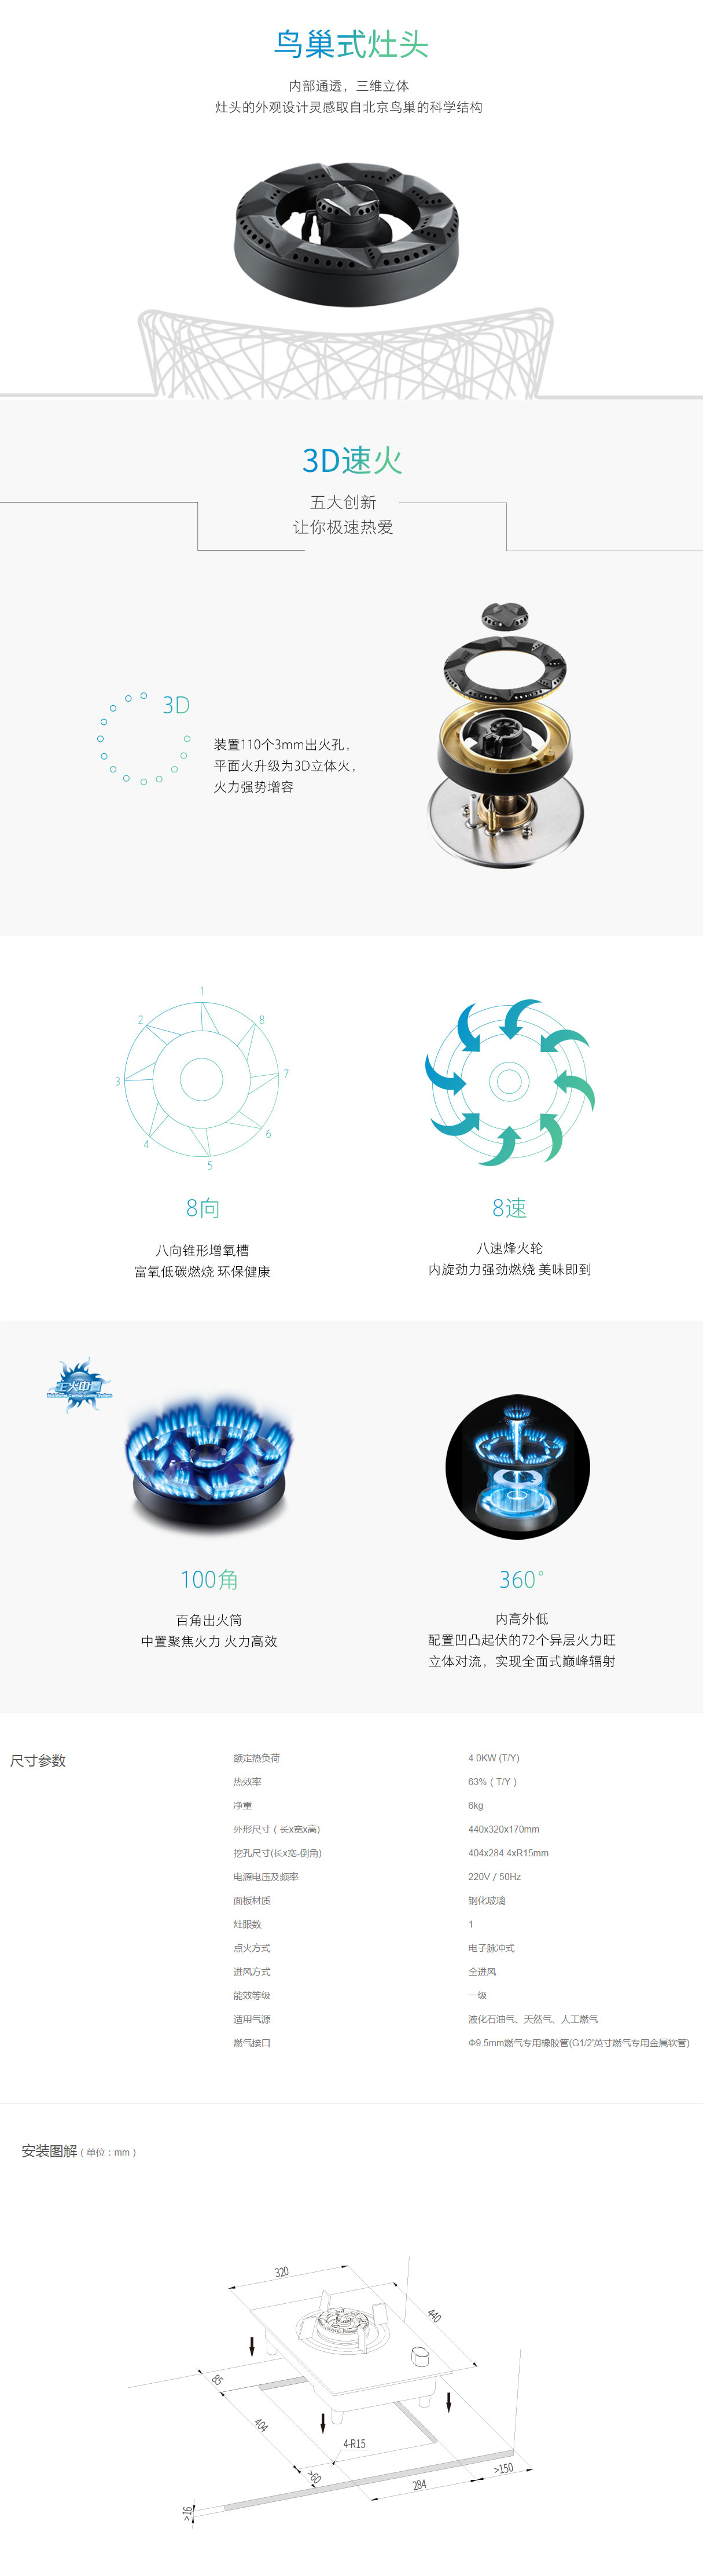 鸟巢式灶头
内部通透，三维立体
灶头的外观设计灵感取自北京鸟巢的科学结构
3D速火
五大创新
让你极速热爱
3D
装置110个3mm出火孔，
平面火升级为3D立体火，
火力强势增容
1
2
8
3
7
4
6
5
8向
八向锥形增氧槽
富氧低碳燃烧 环保健康
8速
八速烽火轮
内旋劲力强劲燃烧 美味即到
主火中置
100角
百角出火筒
中置聚焦火力 火力高效
360°
内高外低
配置凹凸起伏的72个异层火力旺
立体对流，实现全面式巅峰辐射
尺寸参数
额定热负荷 4.0KW (T/Y)
热效率 63%（ T/Y ）
净重 6kg
外形尺寸（ 长x宽x高) 440x320x170mm
挖孔尺寸(长x宽-倒角) 404x284 4xR15mm
电源电压及频率 220V / 50Hz
面板材质 钢化玻璃
灶眼数 1
点火方式 电子脉冲式
进风方式 全进风
能效等级 一级
适用气源 液化石油气、天然气、人工燃气
燃气接口 Φ9.5mm燃气专用橡胶管(G1/2"英寸燃气专用金属软管)
安装图解（ 单位：mm ）
320
440
85
404
4-R15
>60
284
>150
>16